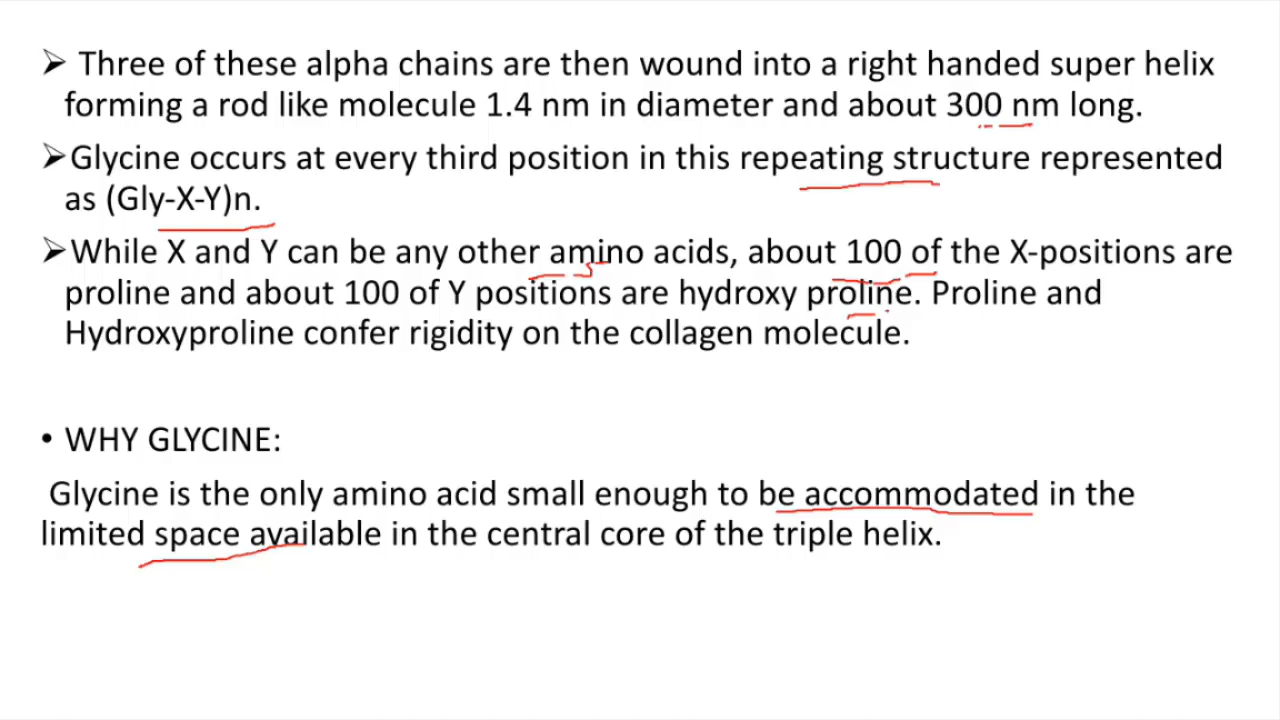 ➢ Three of these alpha chains are then wound into a right handed super helix
forming a rod like molecule 1.4 nm in diameter and about 300 nm long.
➢Glycine occurs at every third position in this repeating structure represented
as (Gly-X-Y)n.
➢While X and Y can be any other amino acids, about 100 of the X-positions are
proline and about 100 of Y positions are hydroxy proline. Proline and
Hydroxyproline confer rigidity on the collagen molecule.
• WHY GLYCINE:
Glycine is the only amino acid small enough to be accommodated in the
limited space available in the central core of the triple helix.